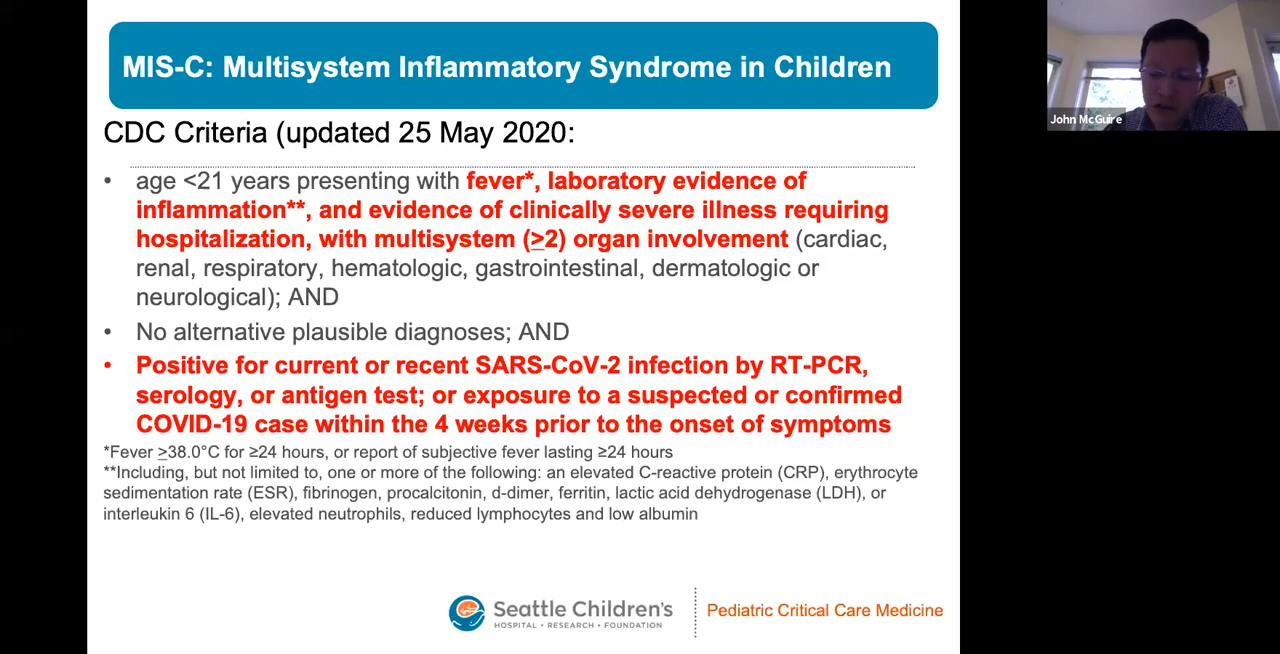 MIS-C: Multisystem Inflammatory Syndrome in Children
CDC Criteria (updated 25 May 2020:
• age <21 years presenting with fever*, laboratory evidence of
inflammation**, and evidence of clinically severe illness requiring
hospitalization, with multisystem (≥2) organ involvement (cardiac,
renal, respiratory, hematologic, gastrointestinal, dermatologic or
neurological); AND
• No alternative plausible diagnoses; AND
• Positive for current or recent SARS-CoV-2 infection by RT-PCR,
serology, or antigen test; or exposure to a suspected or confirmed
COVID-19 case within the 4 weeks prior to the onset of symptoms
*Fever ≥38.0°C for ≥24 hours, or report of subjective fever lasting ≥24 hours
**Including, but not limited to, one or more of the following: an elevated C-reactive protein (CRP), erythrocyte
sedimentation rate (ESR), fibrinogen, procalcitonin, d-dimer, ferritin, lactic acid dehydrogenase (LDH), or
interleukin 6 (IL-6), elevated neutrophils, reduced lymphocytes and low albumin
Seattle Children's
HOSPITAL • RESEARCH • FOUNDATION
Pediatric Critical Care Medicine
John McGuire